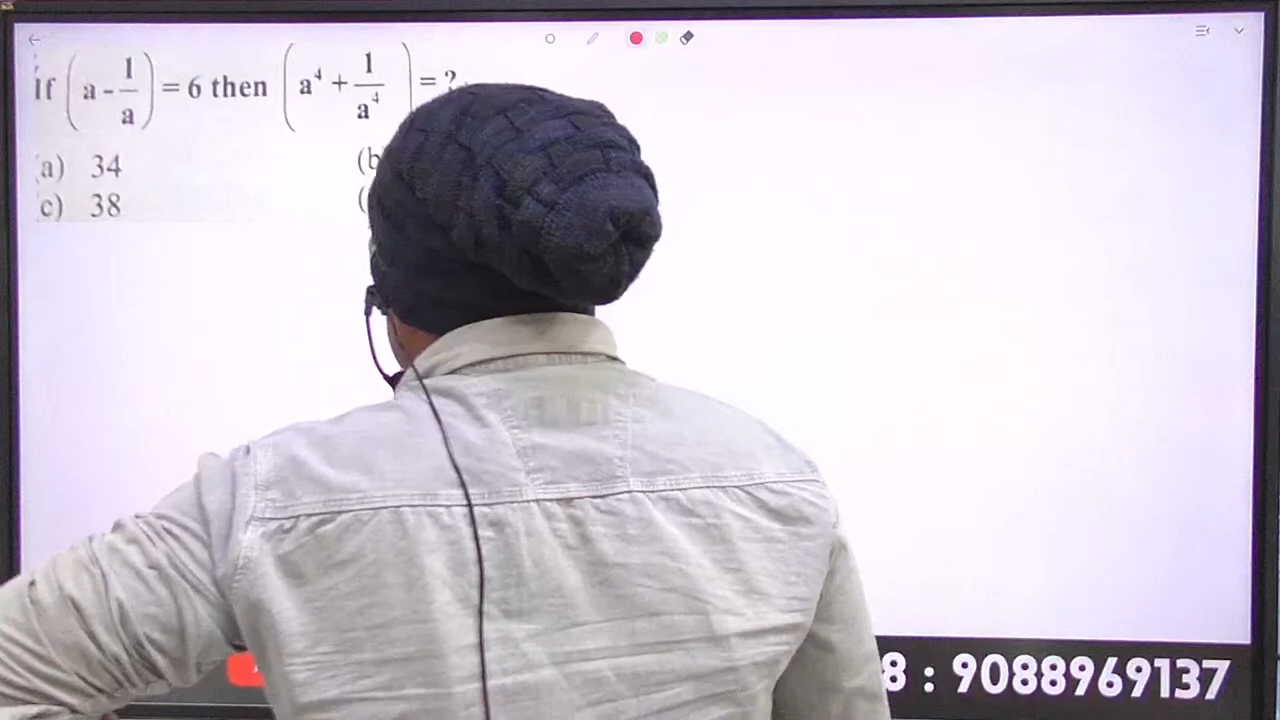 If (a - 1/a) = 6 then (a⁴ + 1/a⁴) = ?
a) 34 (b
c) 38 (
8 : 9088969137